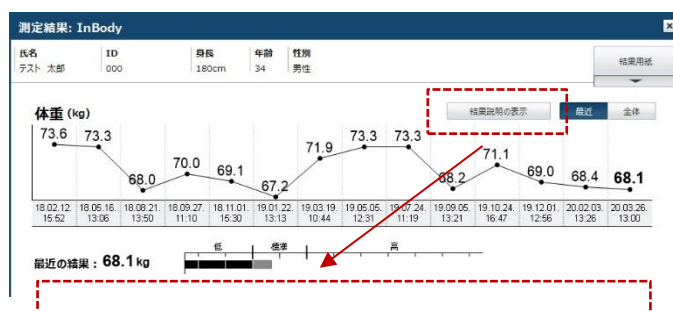 測定結果: InBody
氏名 ID 身長 年齢 性別
テスト 太郎 000 180cm 34 男性
結果用紙
体重 (kg)
結果説明の表示 最近 全体
73.6 73.3 68.0 70.0 69.1 67.2 71.9 73.3 73.3 68.2 71.1 69.0 68.4 68.1
18.02.12. 18.05.16. 18.08.21. 18.09.27. 18.11.01. 19.01.22. 19.03.19. 19.05.05. 19.07.24. 19.09.05. 19.10.24. 19.12.01. 20.02.03. 20.03.26.
15:52 13:06 13:50 11:10 15:30 13:13 10:44 12:31 11:19 13:21 16:47 12:56 13:26 13:00
低 標準 高
最近の結果 : 68.1 kg